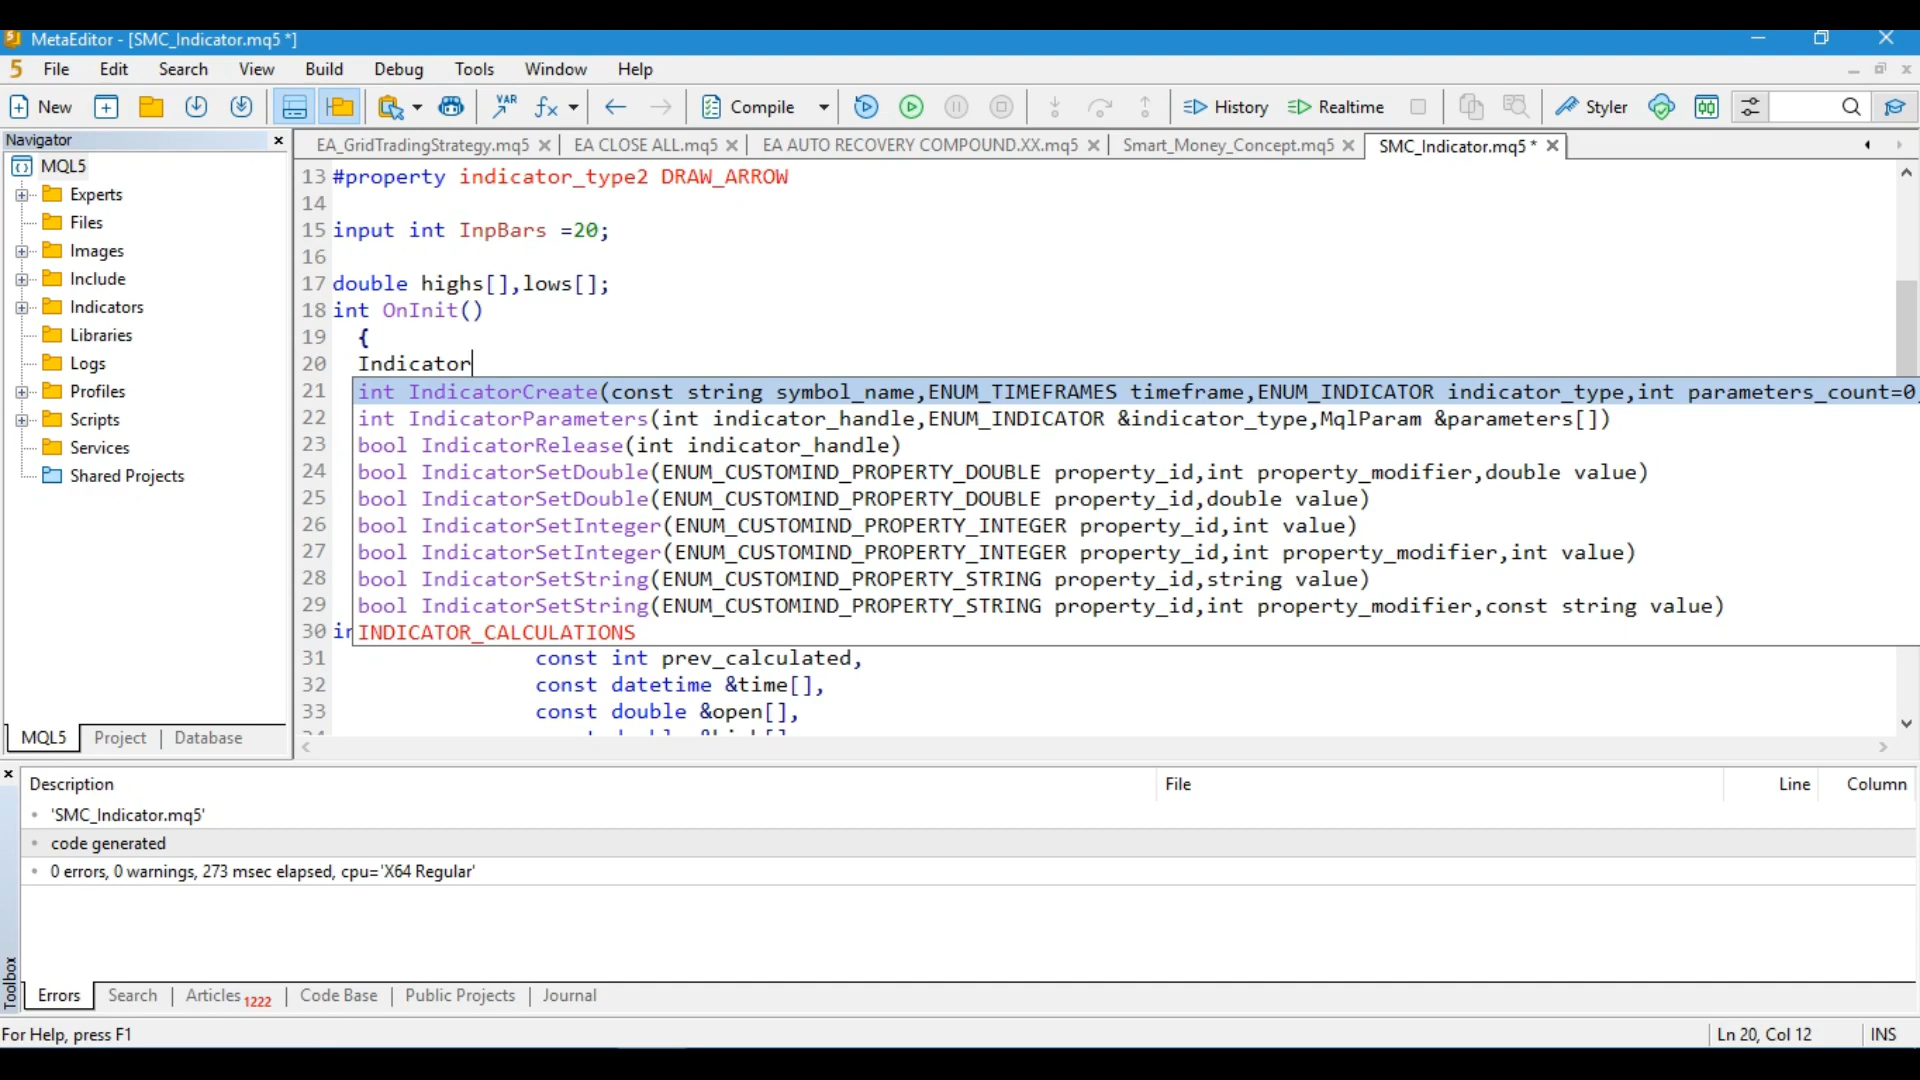 MetaEditor - [SMC_Indicator.mq5 *]
File Edit Search View Build Debug Tools Window Help
New VAR Compile History Realtime Styler
Navigator
EA_GridTradingStrategy.mq5 EA CLOSE ALL.mq5 EA AUTO RECOVERY COMPOUND.XX.mq5 Smart_Money_Concept.mq5 SMC_Indicator.mq5 *
MQL5
Experts
Files
Images
Include
Indicators
Libraries
Logs
Profiles
Scripts
Services
Shared Projects
MQL5 Project Database
13 #property indicator_type2 DRAW_ARROW
14
15 input int InpBars =20;
16
17 double highs[],lows[];
18 int OnInit()
19 {
20 Indicator
21 int IndicatorCreate(const string symbol_name,ENUM_TIMEFRAMES timeframe,ENUM_INDICATOR indicator_type,int parameters_count=0,
22 int IndicatorParameters(int indicator_handle,ENUM_INDICATOR &indicator_type,MqlParam &parameters[])
23 bool IndicatorRelease(int indicator_handle)
24 bool IndicatorSetDouble(ENUM_CUSTOMIND_PROPERTY_DOUBLE property_id,int property_modifier,double value)
25 bool IndicatorSetDouble(ENUM_CUSTOMIND_PROPERTY_DOUBLE property_id,double value)
26 bool IndicatorSetInteger(ENUM_CUSTOMIND_PROPERTY_INTEGER property_id,int value)
27 bool IndicatorSetInteger(ENUM_CUSTOMIND_PROPERTY_INTEGER property_id,int property_modifier,int value)
28 bool IndicatorSetString(ENUM_CUSTOMIND_PROPERTY_STRING property_id,string value)
29 bool IndicatorSetString(ENUM_CUSTOMIND_PROPERTY_STRING property_id,int property_modifier,const string value)
30 INDICATOR_CALCULATIONS
31 const int prev_calculated,
32 const datetime &time[],
33 const double &open[],
Description File Line Column
'SMC_Indicator.mq5'
code generated
0 errors, 0 warnings, 273 msec elapsed, cpu='X64 Regular'
Toolbox
Errors Search Articles 1222 Code Base Public Projects Journal
For Help, press F1 Ln 20, Col 12 INS